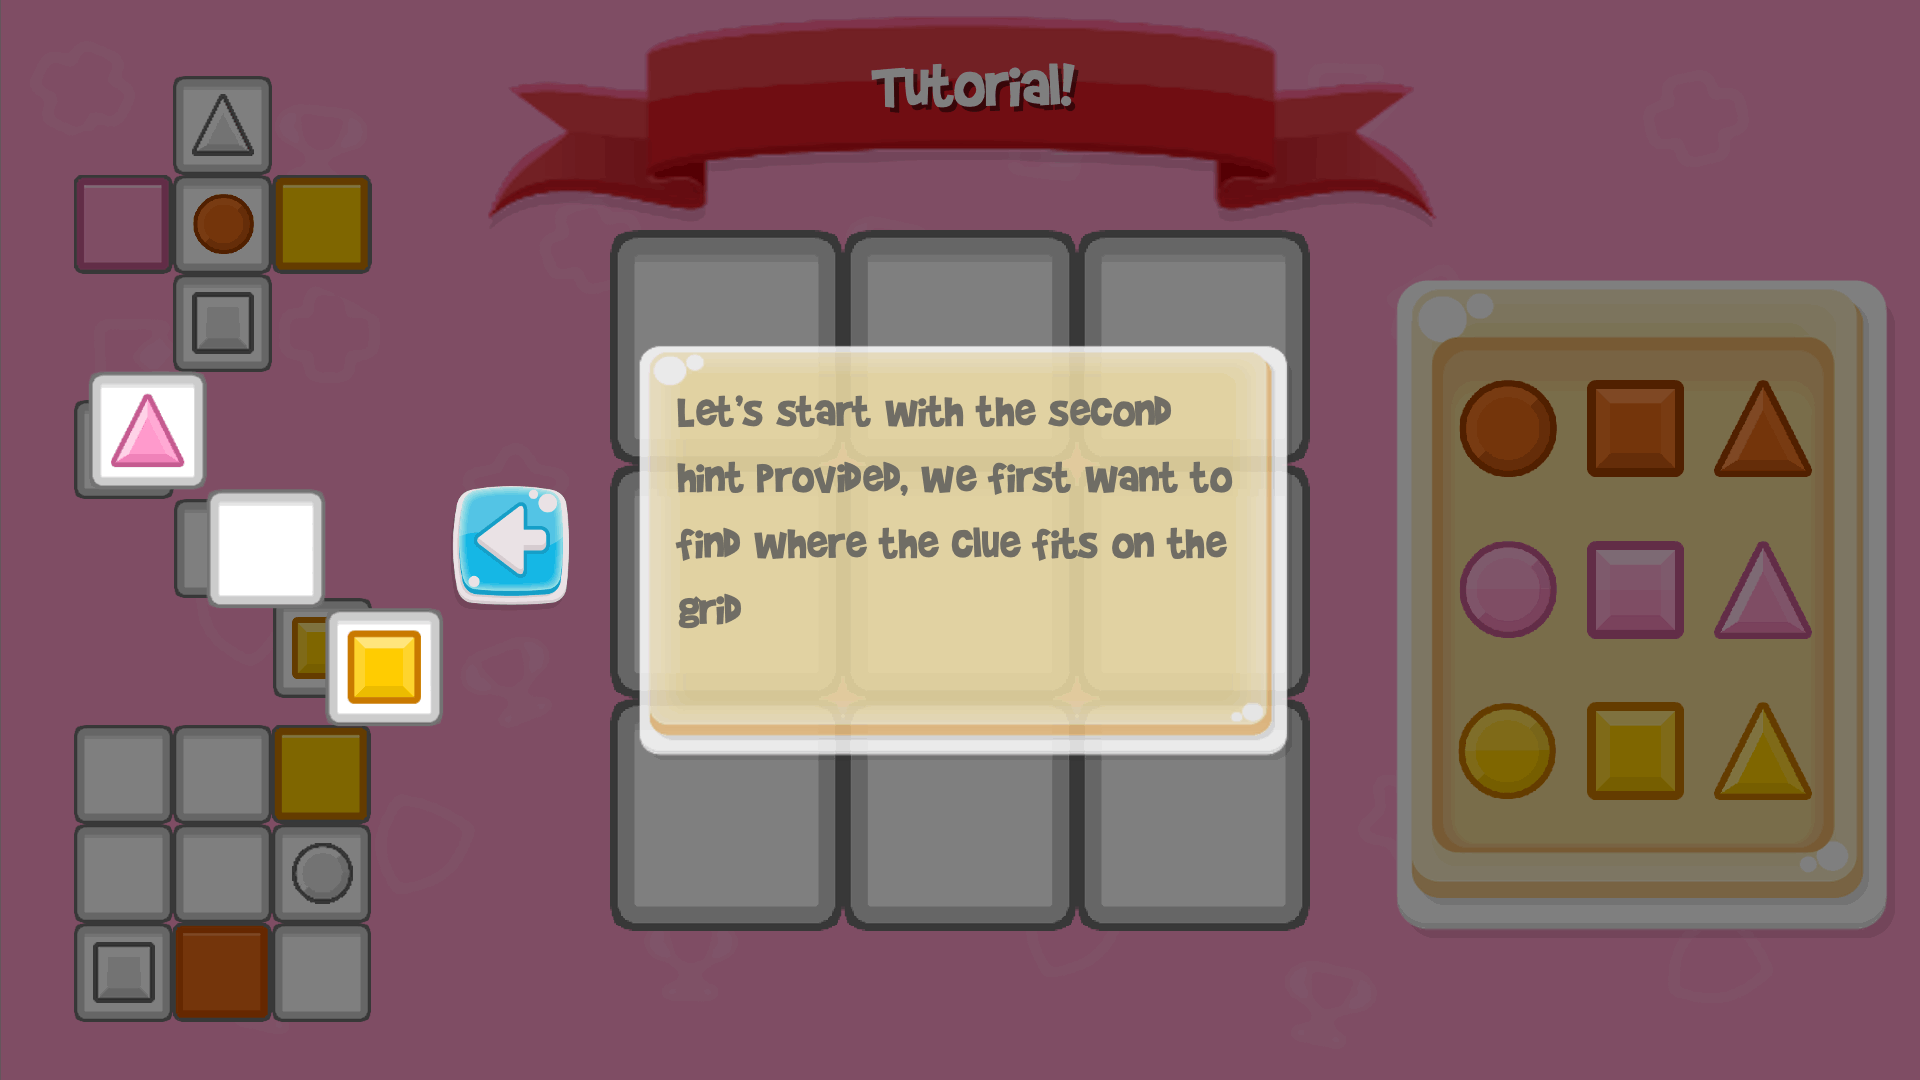 Tutorial!
Let's start with the second
hint provided, we first want to
find where the clue fits on the
grid